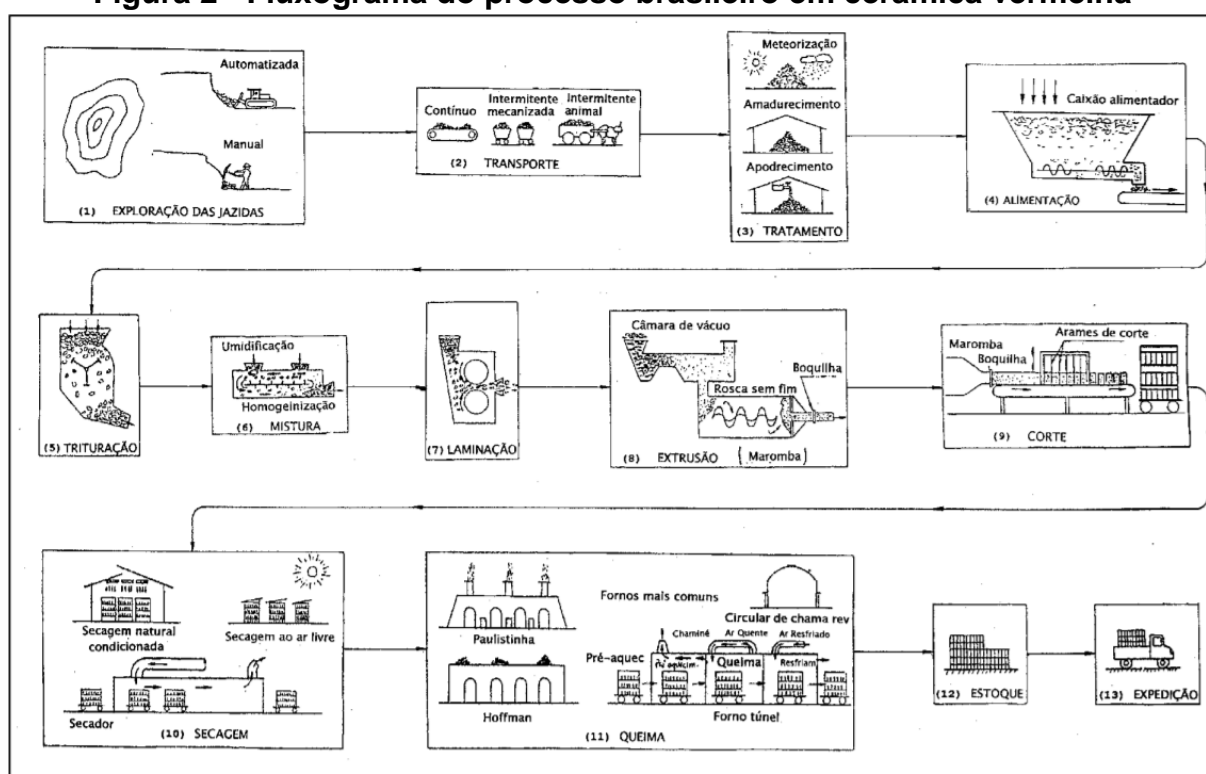 Figura 2 - Fluxograma do processo brasileiro em cerâmica vermelha
Automatizada
Manual
(1) EXPLORAÇÃO DAS JAZIDAS
Contínuo
Intermitente
mecanizada
Intermitente
animal
(2) TRANSPORTE
Meteorização
Amadurecimento
Apodrecimento
(3) TRATAMENTO
Caixão alimentador
(4) ALIMENTAÇÃO
(5) TRITURAÇÃO
Umidificação
Homogeinização
(6) MISTURA
(7) LAMINAÇÃO
Câmara de vácuo
Boquilha
Rosca sem fim
(8) EXTRUSÃO (Maromba)
Arames de corte
Maromba
Boquilha
(9) CORTE
Secagem natural
condicionada
Secagem ao ar livre
Secador
(10) SECAGEM
Paulistinha
Hoffman
Fornos mais comuns
Circular de chama rev
Chaminé
Ar Quente
Ar Resfriado
Pré-aquec
Queima
Resfriam
Forno túnel
(11) QUEIMA
(12) ESTOQUE
(13) EXPEDIÇÃO